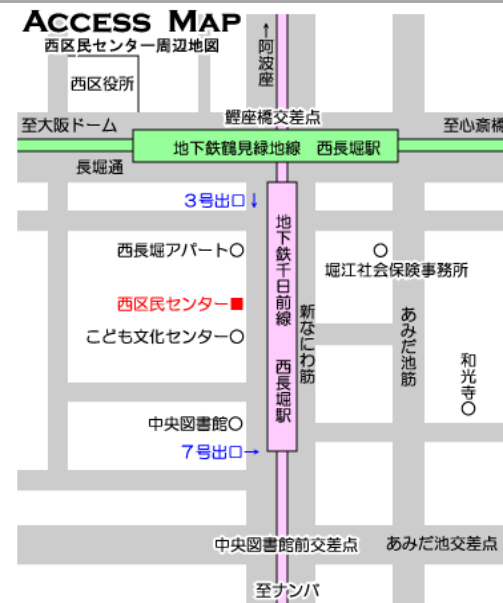 ACCESS MAP
西区民センター周辺地図
↑阿波座
西区役所
至大阪ドーム
鰹座橋交差点
至心斎橋
地下鉄鶴見緑地線 西長堀駅
長堀通
3号出口↓
地下鉄千日前線 西長堀駅
西長堀アパート○
○
堀江社会保険事務所
西区民センター■
新なにわ筋
あみだ池筋
こども文化センター○
和光寺○
中央図書館○
7号出口→
中央図書館前交差点
あみだ池交差点
至ナンパ